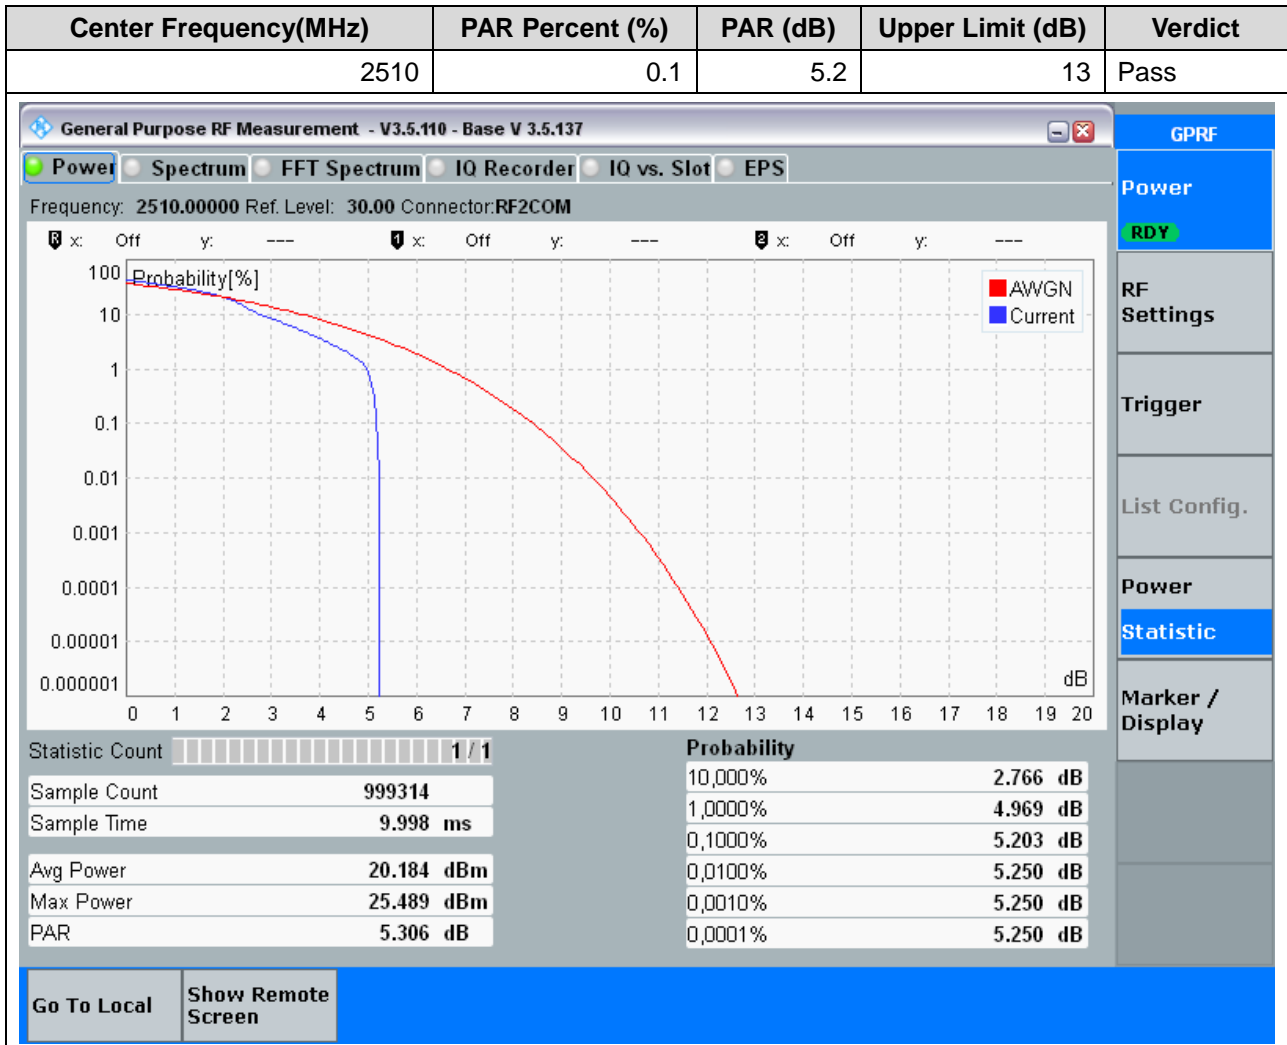 Center Frequency(MHz) PAR Percent (%) PAR (dB) Upper Limit (dB) Verdict
2510 0.1 5.2 13 Pass
General Purpose RF Measurement - V3.5.110 - Base V 3.5.137
GPRF
Power Spectrum FFT Spectrum IQ Recorder IQ vs. Slot EPS
Power
RDY
Frequency: 2510.00000 Ref. Level: 30.00 Connector:RF2COM
R x: Off y: --- 1 x: Off y: --- 2 x: Off y: ---
Probability[%]
AWGN
Current
100
10
1
0.1
0.01
0.001
0.0001
0.00001
0.000001
dB
0 1 2 3 4 5 6 7 8 9 10 11 12 13 14 15 16 17 18 19 20
RF
Settings
Trigger
List Config.
Power
Statistic
Marker /
Display
Statistic Count 1 / 1
Sample Count 999314
Sample Time 9.998 ms
Avg Power 20.184 dBm
Max Power 25.489 dBm
PAR 5.306 dB
Probability
10,000% 2.766 dB
1,0000% 4.969 dB
0,1000% 5.203 dB
0,0100% 5.250 dB
0,0010% 5.250 dB
0,0001% 5.250 dB
Go To Local
Show Remote
Screen